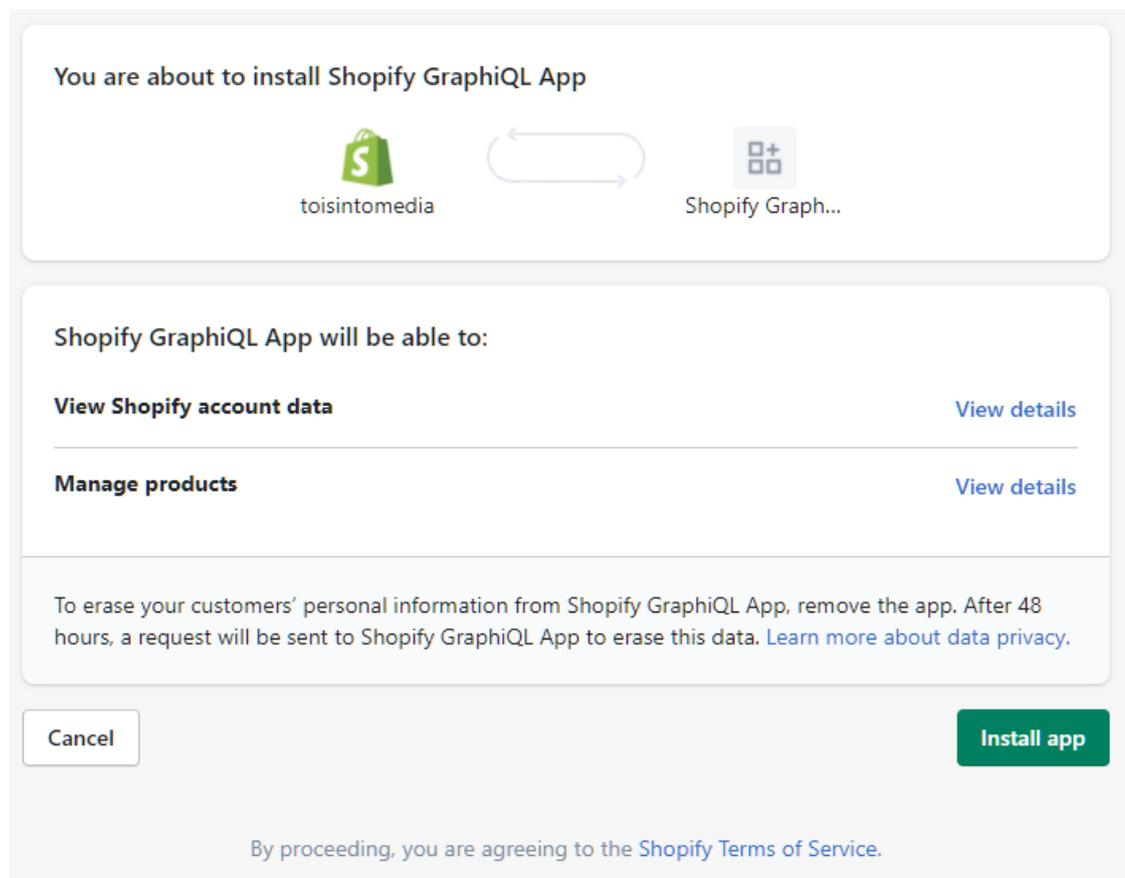 You are about to install Shopify GraphiQL App
S
toisintomedia
Shopify Graph...
Shopify GraphiQL App will be able to:
View Shopify account data
View details
Manage products
View details
To erase your customers’ personal information from Shopify GraphiQL App, remove the app. After 48
hours, a request will be sent to Shopify GraphiQL App to erase this data. Learn more about data privacy.
Cancel
Install app
By proceeding, you are agreeing to the Shopify Terms of Service.